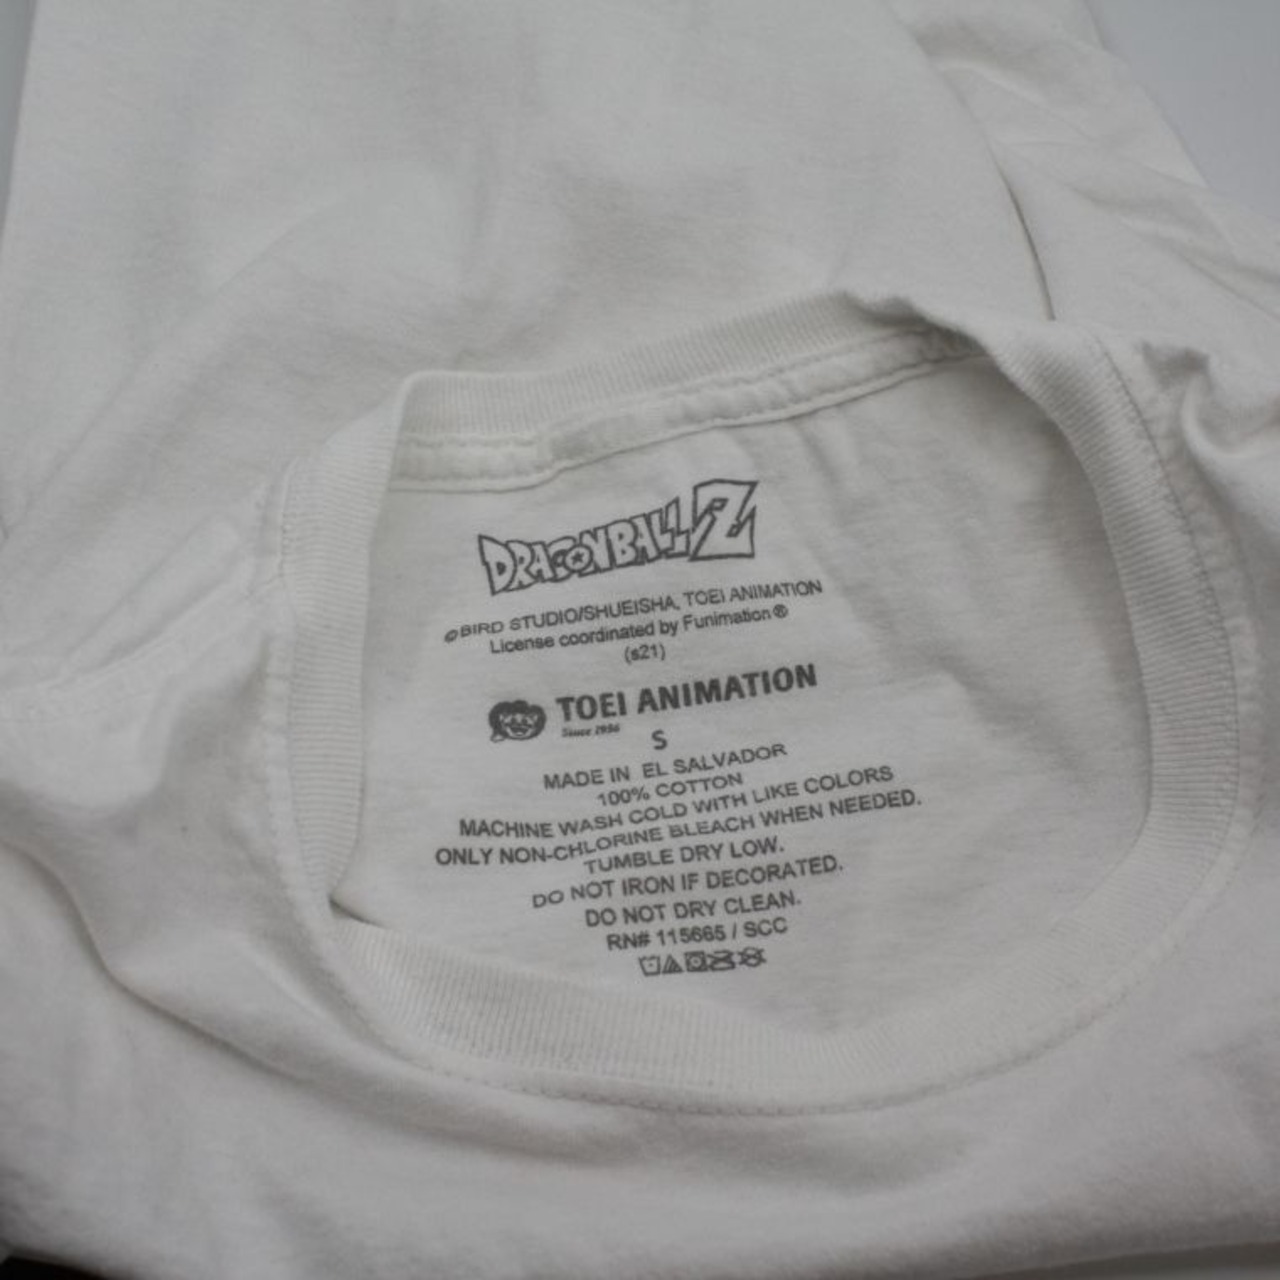 DRAGONBALL Z
©BIRD STUDIO/SHUEISHA, TOEI ANIMATION
License coordinated by Funimation®
(s21)
TOEI ANIMATION
Since 1956
S
MADE IN EL SALVADOR
100% COTTON
MACHINE WASH COLD WITH LIKE COLORS
ONLY NON-CHLORINE BLEACH WHEN NEEDED.
TUMBLE DRY LOW.
DO NOT IRON IF DECORATED.
DO NOT DRY CLEAN.
RN# 115665 / SCC